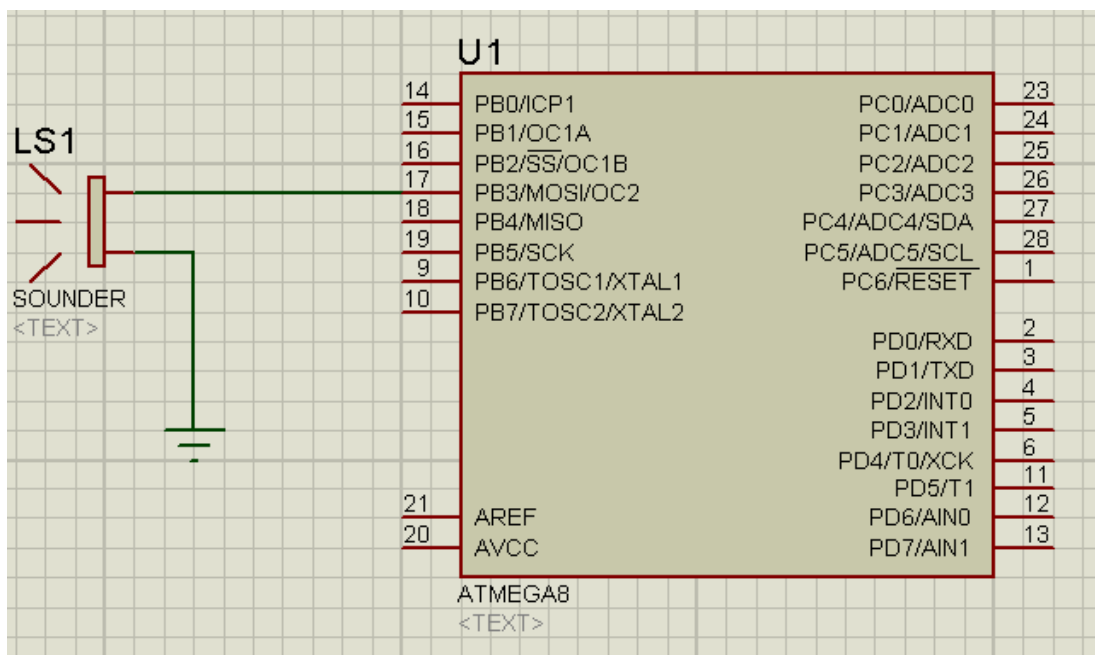 U1
14 PB0/ICP1 PC0/ADC0 23
15 PB1/OC1A PC1/ADC1 24
LS1
16 PB2/SS/OC1B PC2/ADC2 25
17 PB3/MOSI/OC2 PC3/ADC3 26
18 PB4/MISO PC4/ADC4/SDA 27
19 PB5/SCK PC5/ADC5/SCL 28
9 PB6/TOSC1/XTAL1 PC6/RESET 1
SOUNDER
10 PB7/TOSC2/XTAL2
<TEXT>
PD0/RXD 2
PD1/TXD 3
PD2/INT0 4
PD3/INT1 5
PD4/T0/XCK 6
PD5/T1 11
21 AREF PD6/AIN0 12
20 AVCC PD7/AIN1 13
ATMEGA8
<TEXT>